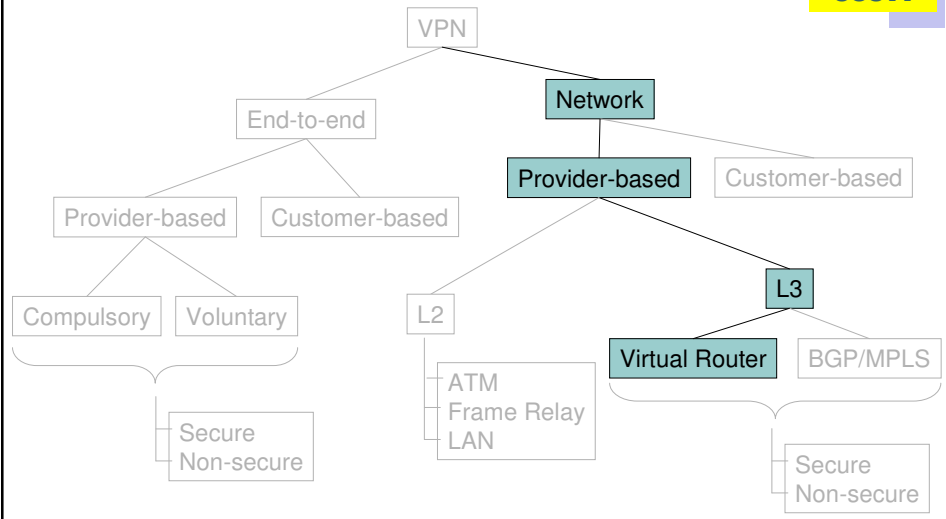 VPN
Network
End-to-end
Provider-based
Customer-based
Provider-based
Customer-based
L3
L2
Compulsory
Voluntary
Virtual Router
BGP/MPLS
ATM
Frame Relay
LAN
Secure
Non-secure
Secure
Non-secure